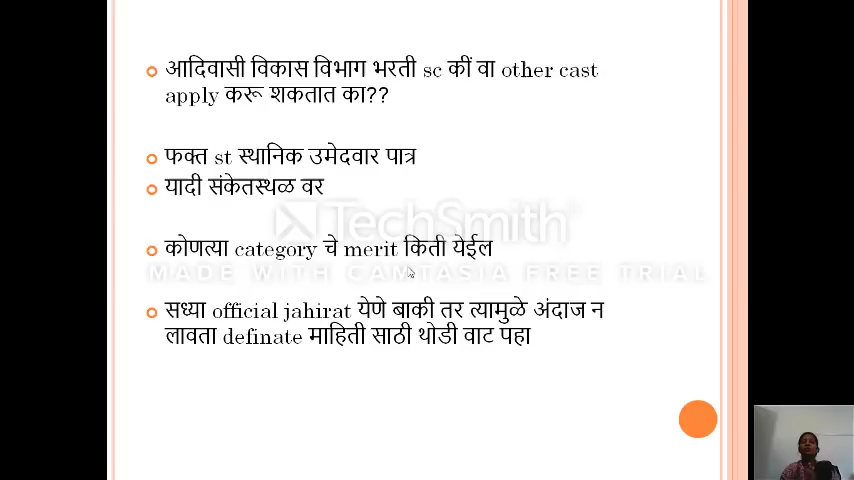 आदिवासी विकास विभाग भरती sc कीं वा other cast
apply करू शकतात का??
फक्त st स्थानिक उमेदवार पात्र
यादी संकेतस्थळ वर
TechSmith
कोणत्या category चे merit किती येईल
MADE WITH CAMTASIA FREE TRIAL
सध्या official jahirat येणे बाकी तर त्यामुळे अंदाज न
लावता definate माहिती साठी थोडी वाट पहा